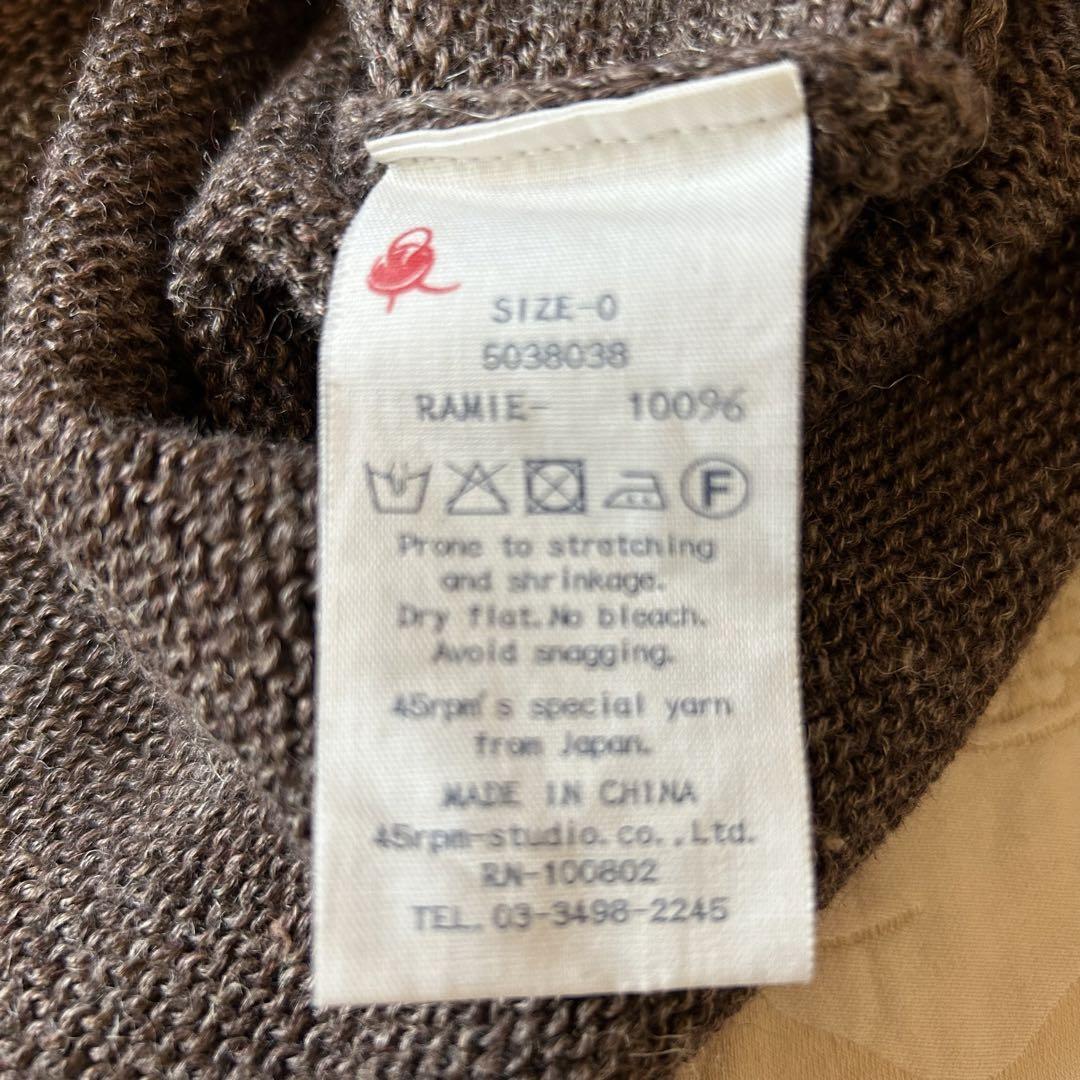 SIZE-0
5038038
RAMIE- 10096
F
Prone to stretching
and shrinkage.
Dry flat.No bleach.
Avoid snagging.
45rpm's special yarn
from Japan.
MADE IN CHINA
45rpm-studio.co.,Ltd.
RN-100802
TEL.03-3498-2245